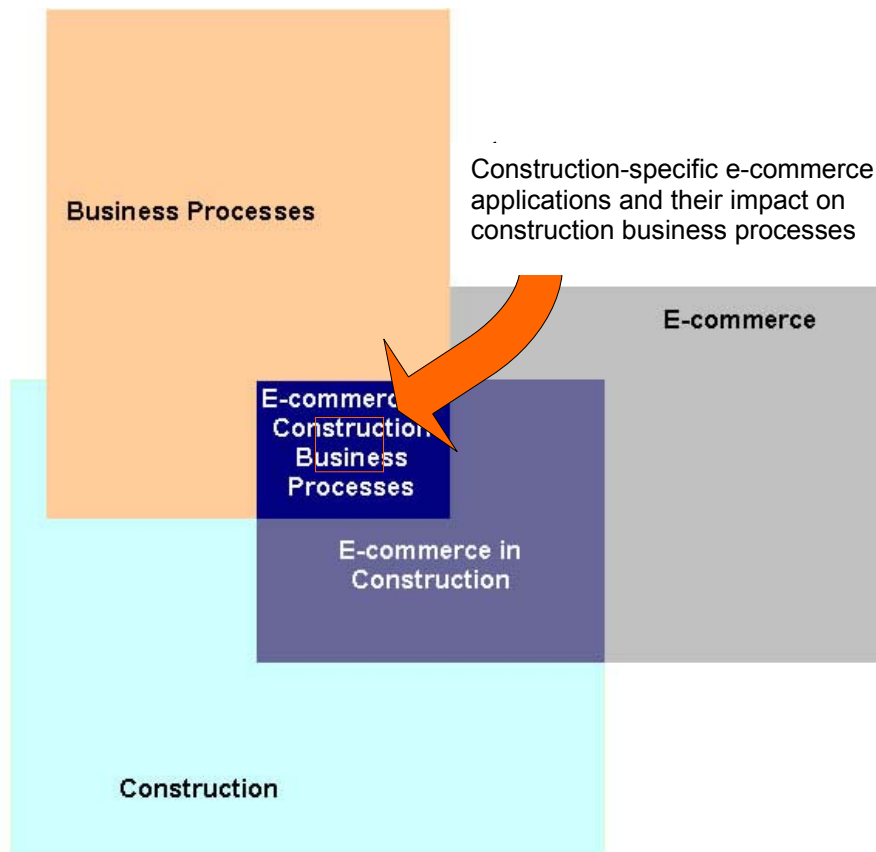 Construction-specific e-commerce
applications and their impact on
construction business processes
Business Processes
E-commerce
E-commerc
Construction
Business
Processes
E-commerce in
Construction
Construction